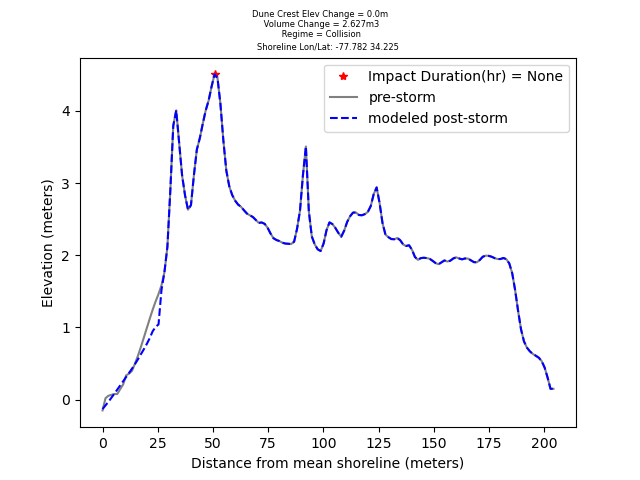 Dune Crest Elev Change = 0.0m
Volume Change = 2.627m3
Regime = Collision
Shoreline Lon/Lat: -77.782 34.225
Impact Duration(hr) = None
pre-storm
modeled post-storm
Elevation (meters)
4
3
2
1
0
0 25 50 75 100 125 150 175 200
Distance from mean shoreline (meters)